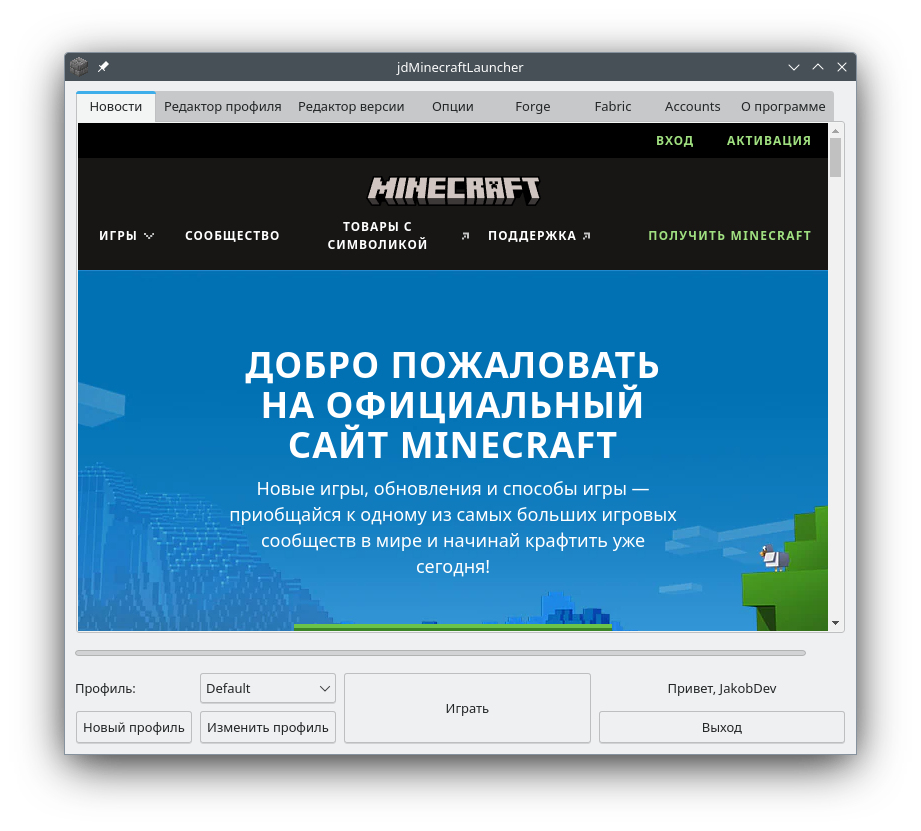 jdMinecraftLauncher
Новости Редактор профиля Редактор версии Опции Forge Fabric Accounts О программе
ВХОД АКТИВАЦИЯ
MINECRAFT
ИГРЫ СООБЩЕСТВО ТОВАРЫ С
СИМВОЛИКОЙ ПОДДЕРЖКА ПОЛУЧИТЬ MINECRAFT
ДОБРО ПОЖАЛОВАТЬ
НА ОФИЦИАЛЬНЫЙ
САЙТ MINECRAFT
Новые игры, обновления и способы игры —
приобщайся к одному из самых больших игровых
сообществ в мире и начинай крафтить уже
сегодня!
Профиль: Default Играть Привет, JakobDev
Новый профиль Изменить профиль Выход